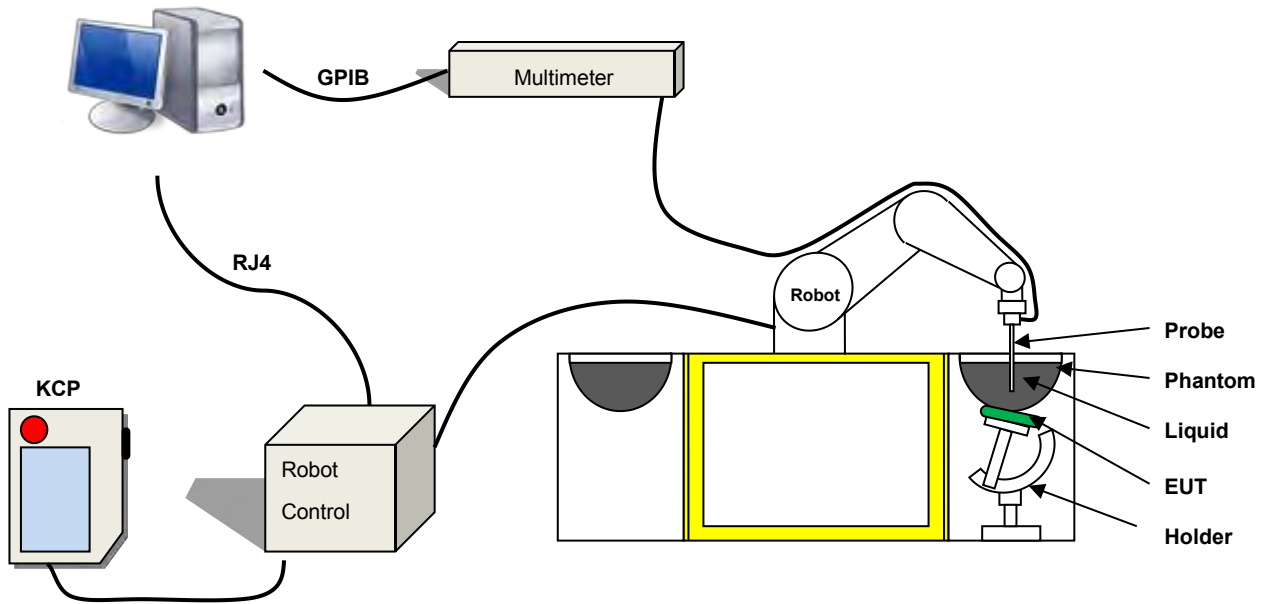 GPIB
Multimeter
RJ4
Robot
Probe
Phantom
KCP
Liquid
Robot
Control
EUT
Holder